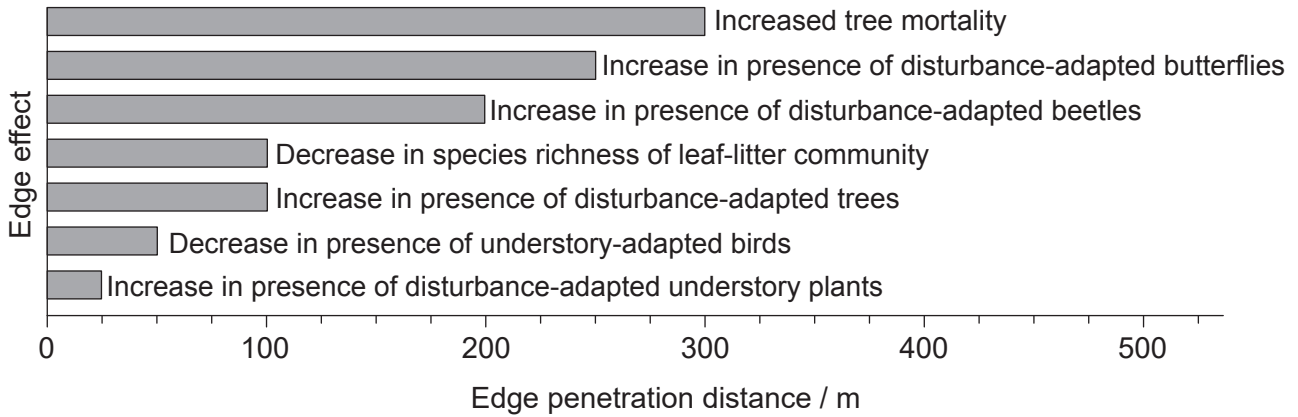 Increased tree mortality
Increase in presence of disturbance-adapted butterflies
Increase in presence of disturbance-adapted beetles
Decrease in species richness of leaf-litter community
Increase in presence of disturbance-adapted trees
Decrease in presence of understory-adapted birds
Increase in presence of disturbance-adapted understory plants
Edge effect
0 100 200 300 400 500
Edge penetration distance / m